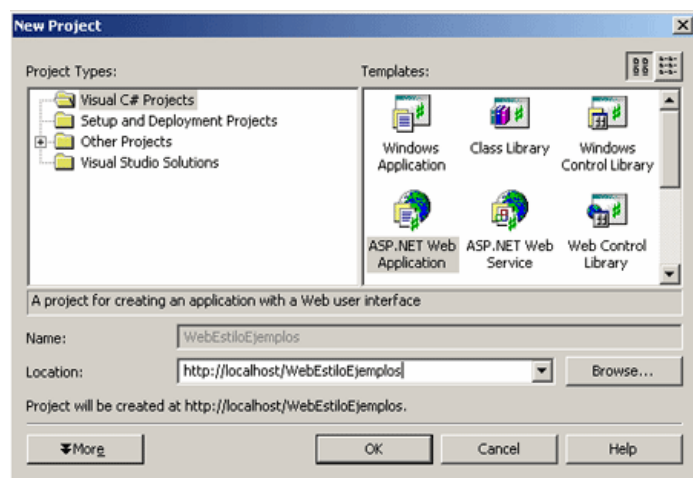 New Project
Project Types:
Templates:
Visual C# Projects
Setup and Deployment Projects
Other Projects
Visual Studio Solutions
Windows Application
Class Library
Windows Control Library
ASP.NET Web Application
ASP.NET Web Service
Web Control Library
A project for creating an application with a Web user interface
Name:
WebEstiloEjemplos
Location:
http://localhost/WebEstiloEjemplos
Browse...
Project will be created at http://localhost/WebEstiloEjemplos.
More
OK
Cancel
Help